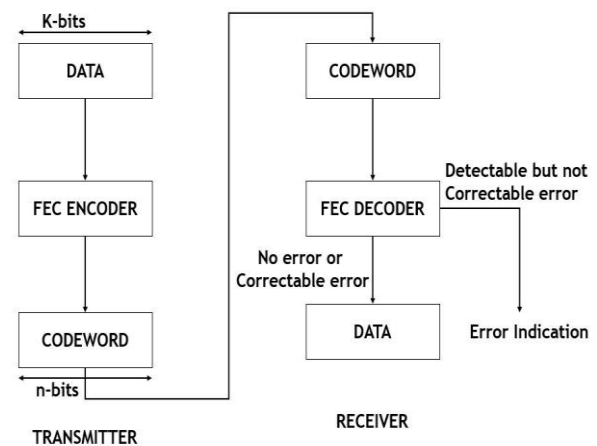 K-bits
DATA
FEC ENCODER
CODEWORD
n-bits
TRANSMITTER
CODEWORD
FEC DECODER
Detectable but not
Correctable error
No error or
Correctable error
DATA
Error Indication
RECEIVER